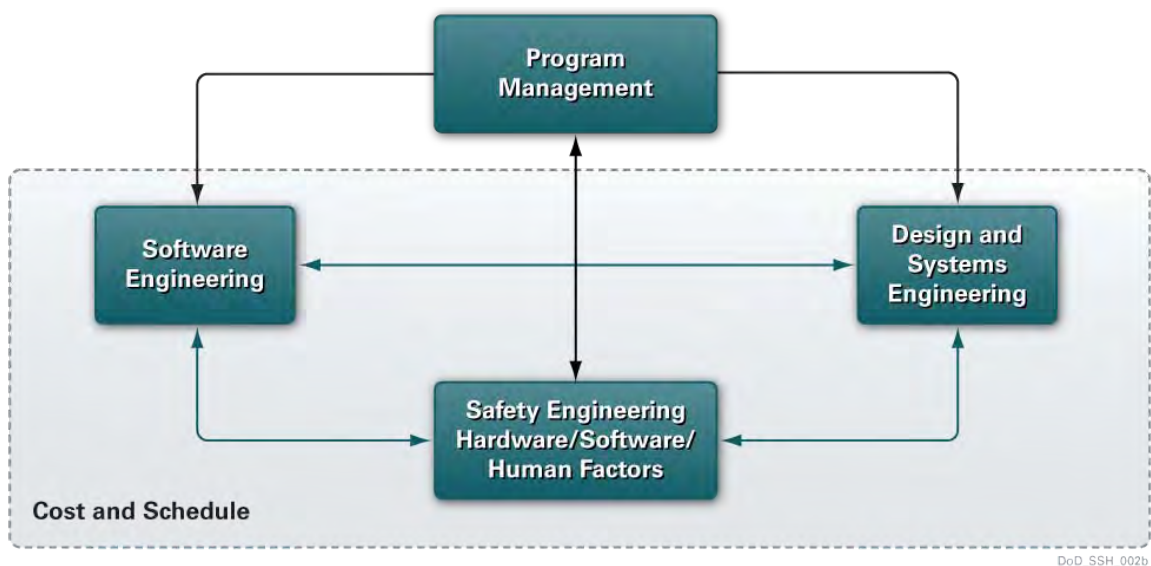 Program
Management
Software
Engineering
Design and
Systems
Engineering
Safety Engineering
Hardware/Software/
Human Factors
Cost and Schedule
DoD SSH 002b